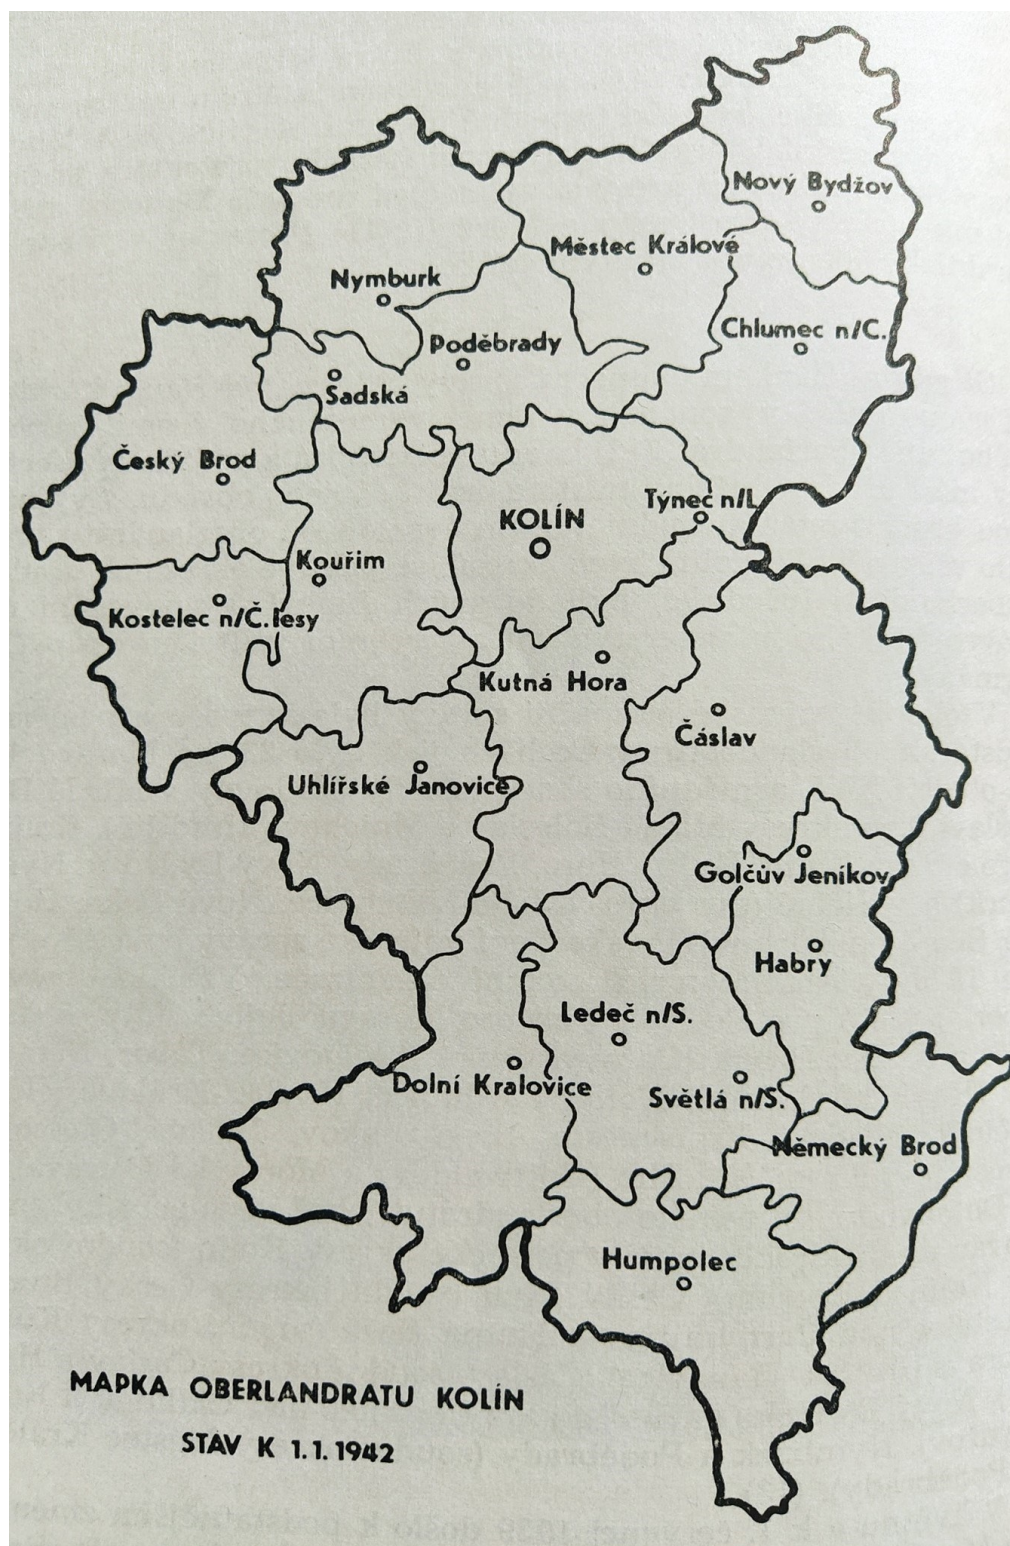 Nový Bydžov
Městec Králové
Nymburk
Chlumec n/C.
Poděbrady
Sadská
Český Brod
Týnec n/L
KOLÍN
Kouřim
Kostelec n/Č.lesy
Kutná Hora
Čáslav
Uhlířské Janovice
Golčův Jeníkov
Habry
Ledeč n/S.
Dolní Kralovice
Světlá n/S.
Německý Brod
Humpolec
MAPKA OBERLANDRATU KOLÍN
STAV K 1.1.1942